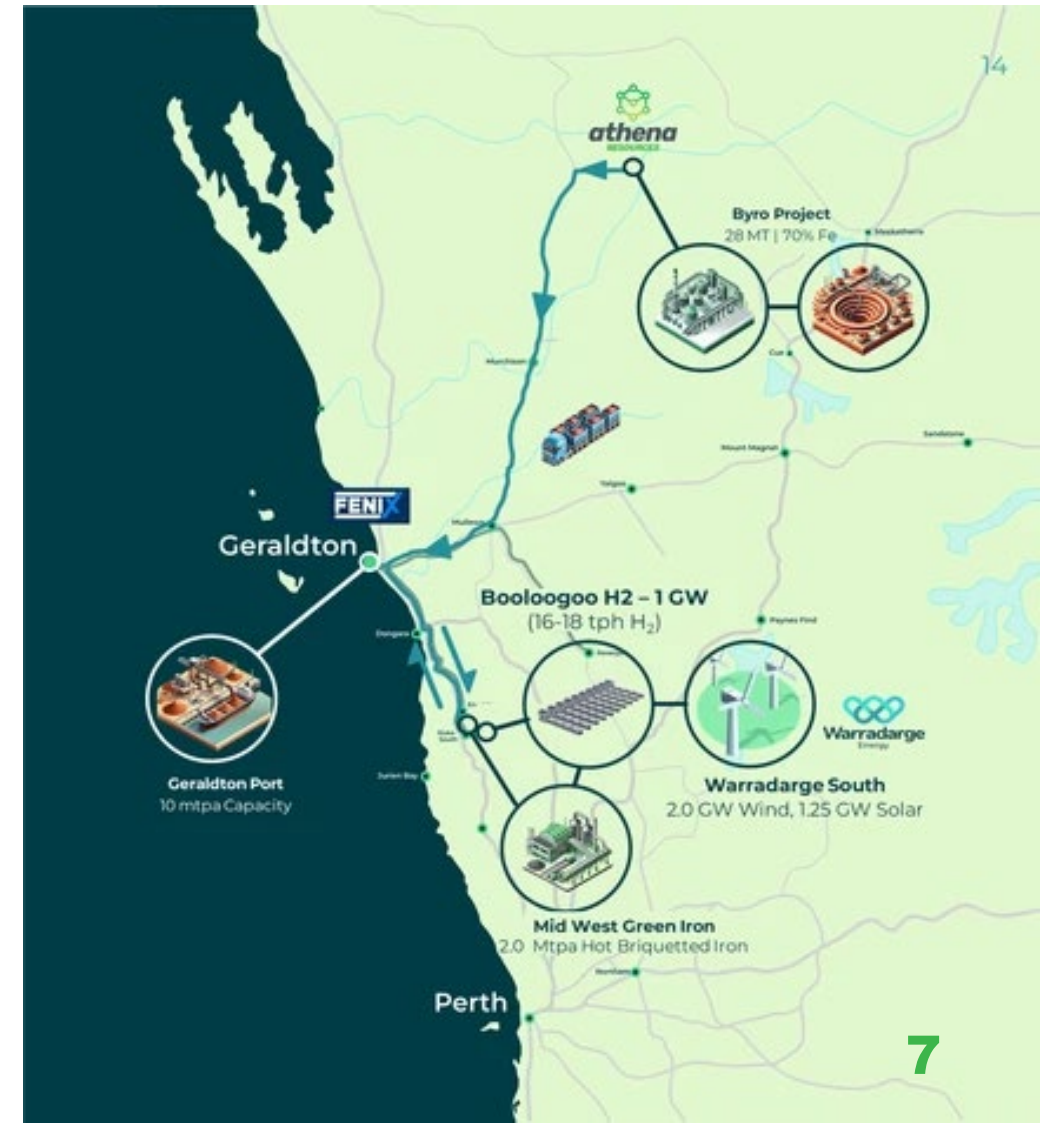 14
athena
RESOURCES
Byro Project
28 MT | 70% Fe
Meekatharra
Murchison
Cue
Sandstone
Mount Magnet
Yalgoo
FENIX
Mullewa
Geraldton
Booloogoo H2 – 1 GW
(16-18 tph H₂)
Paynes Find
Dongara
Warradarge
Energy
Geraldton Port
10 mtpa Capacity
Jurien Bay
Warradarge South
2.0 GW Wind, 1.25 GW Solar
Mid West Green Iron
2.0 Mtpa Hot Briquetted Iron
Northam
Perth
7